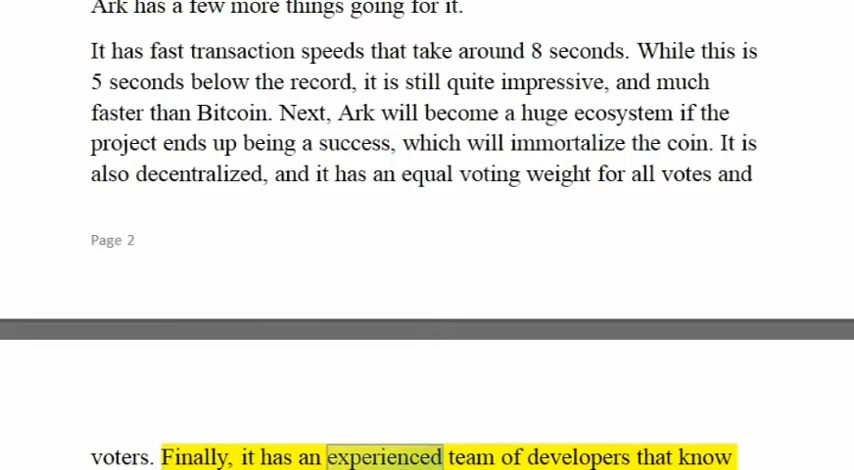 Ark has a few more things going for it.
It has fast transaction speeds that take around 8 seconds. While this is
5 seconds below the record, it is still quite impressive, and much
faster than Bitcoin. Next, Ark will become a huge ecosystem if the
project ends up being a success, which will immortalize the coin. It is
also decentralized, and it has an equal voting weight for all votes and
Page 2
voters. Finally, it has an experienced team of developers that know